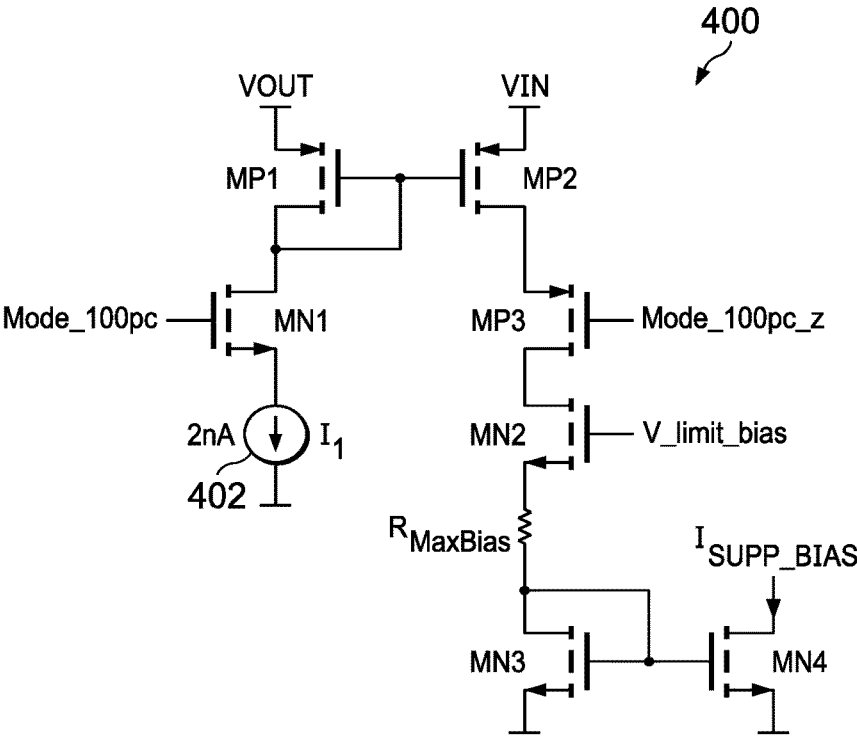 400
VOUT
VIN
MP1
MP2
Mode_100pc
MN1
MP3
Mode_100pc_z
2nA
I1
402
MN2
V_limit_bias
RMaxBias
ISUPP_BIAS
MN3
MN4